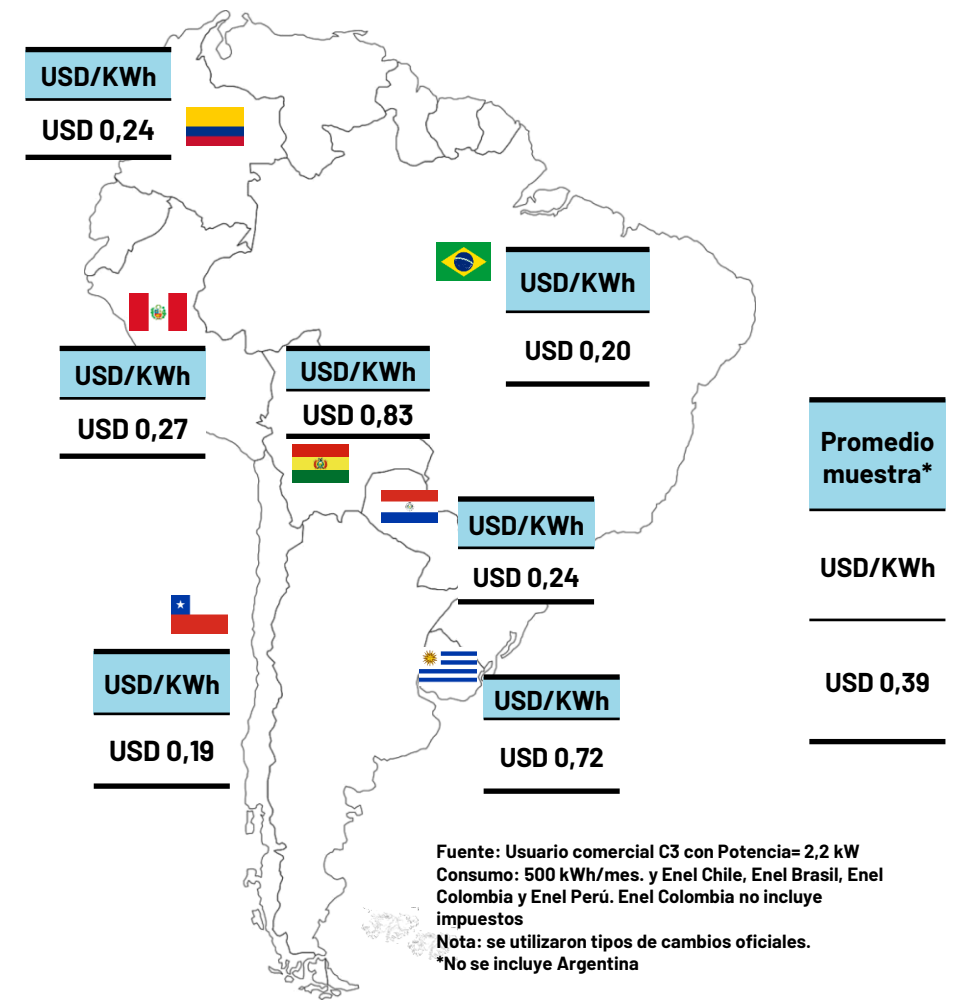 USD/KWh
USD 0,24
USD/KWh
USD 0,20
USD/KWh
USD 0,27
USD/KWh
USD 0,83
USD/KWh
USD 0,24
USD/KWh
USD 0,19
USD/KWh
USD 0,72
Promedio
muestra*
USD/KWh
USD 0,39
Fuente: Usuario comercial C3 con Potencia= 2,2 kW
Consumo: 500 kWh/mes. y Enel Chile, Enel Brasil, Enel
Colombia y Enel Perú. Enel Colombia no incluye
impuestos
Nota: se utilizaron tipos de cambios oficiales.
*No se incluye Argentina